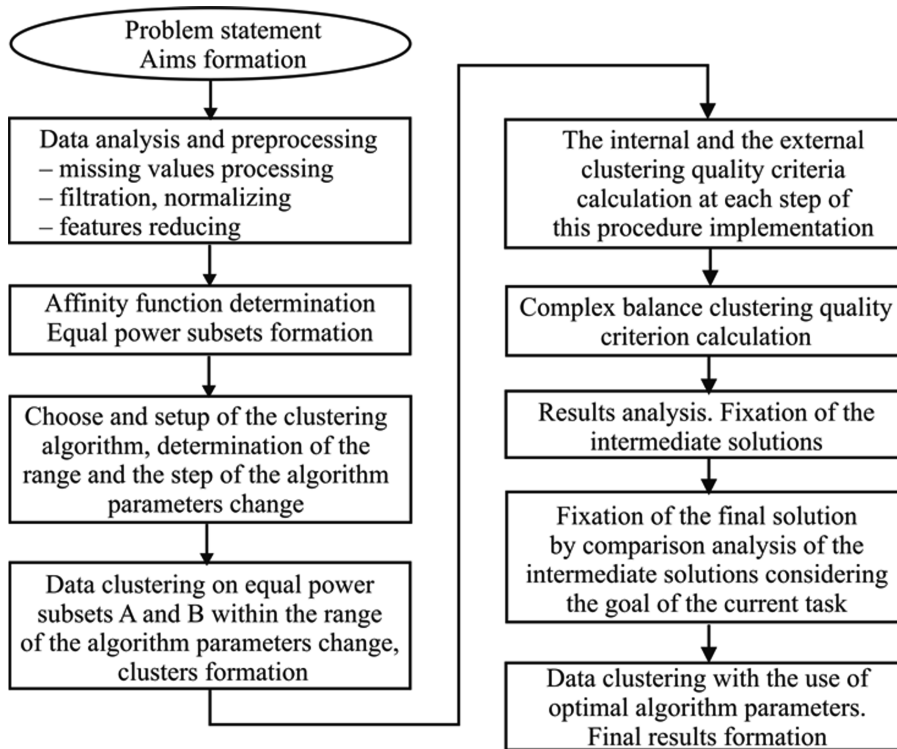 Problem statement
Aims formation
Data analysis and preprocessing
– missing values processing
– filtration, normalizing
– features reducing
Affinity function determination
Equal power subsets formation
Choose and setup of the clustering
algorithm, determination of the
range and the step of the algorithm
parameters change
Data clustering on equal power
subsets A and B within the range
of the algorithm parameters change,
clusters formation
The internal and the external
clustering quality criteria
calculation at each step of
this procedure implementation
Complex balance clustering quality
criterion calculation
Results analysis. Fixation of the
intermediate solutions
Fixation of the final solution
by comparison analysis of the
intermediate solutions considering
the goal of the current task
Data clustering with the use of
optimal algorithm parameters.
Final results formation